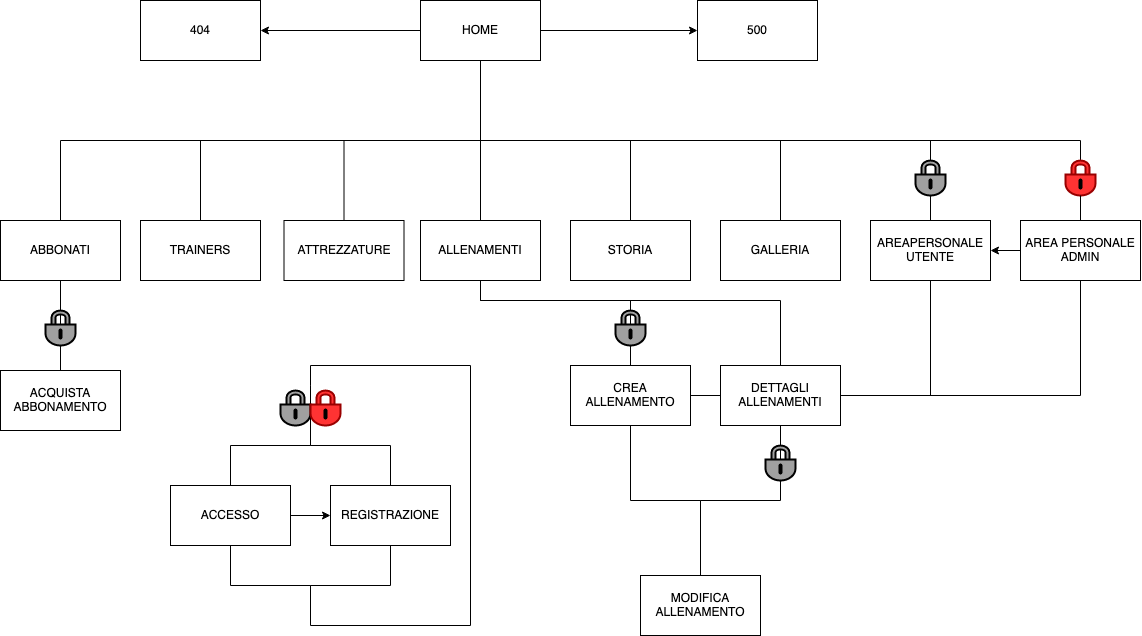 404
HOME
500
ABBONATI
TRAINERS
ATTREZZATURE
ALLENAMENTI
STORIA
GALLERIA
AREAPERSONALE
UTENTE
AREA PERSONALE
ADMIN
ACQUISTA
ABBONAMENTO
CREA
ALLENAMENTO
DETTAGLI
ALLENAMENTI
ACCESSO
REGISTRAZIONE
MODIFICA
ALLENAMENTO